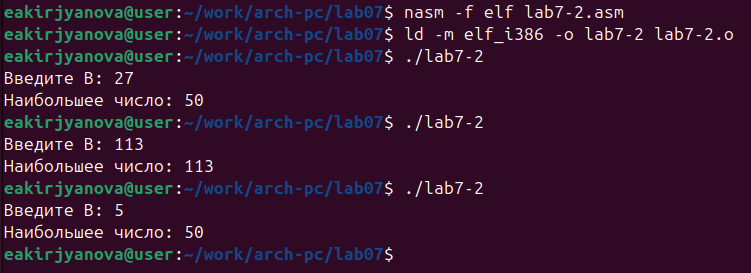 eakirjyanova@user:~/work/arch-pc/lab07$ nasm -f elf lab7-2.asm
eakirjyanova@user:~/work/arch-pc/lab07$ ld -m elf_i386 -o lab7-2 lab7-2.o
eakirjyanova@user:~/work/arch-pc/lab07$ ./lab7-2
Введите В: 27
Наибольшее число: 50
eakirjyanova@user:~/work/arch-pc/lab07$ ./lab7-2
Введите В: 113
Наибольшее число: 113
eakirjyanova@user:~/work/arch-pc/lab07$ ./lab7-2
Введите В: 5
Наибольшее число: 50
eakirjyanova@user:~/work/arch-pc/lab07$